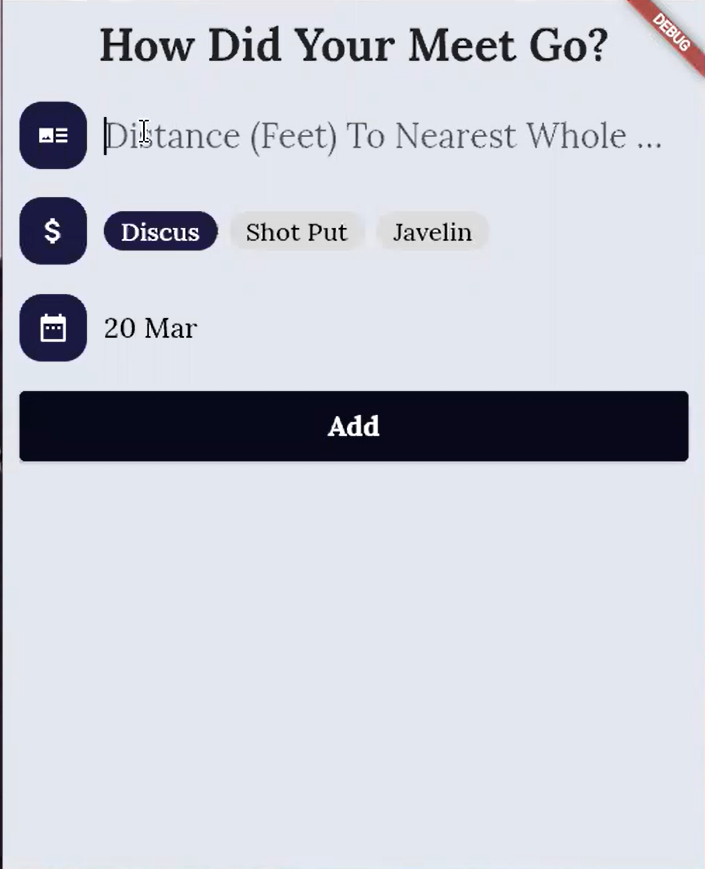 DEBUG
How Did Your Meet Go?
Distance (Feet) To Nearest Whole ...
$
Discus Shot Put Javelin
20 Mar
Add